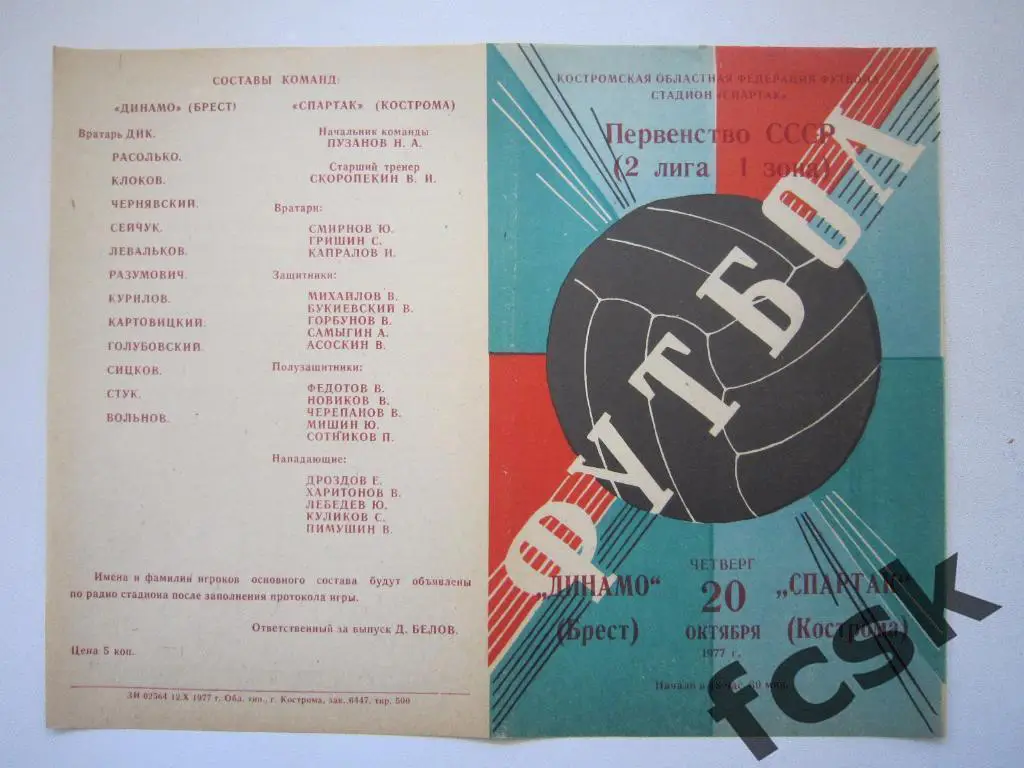 СОСТАВЫ КОМАНД:
«ДИНАМО» (БРЕСТ) «СПАРТАК» (КОСТРОМА)
Вратарь ДИК.
РАСОЛЬКО.
КЛОКОВ.
ЧЕРНЯВСКИЙ.
СЕЙЧУК.
ЛЕВАЛЬКОВ.
РАЗУМОВИЧ.
КУРИЛОВ.
КАРТОВИЦКИЙ.
ГОЛУБОВСКИЙ.
СИЦКОВ.
СТУК.
ВОЛЬНОВ.
Начальник команды
ПУЗАНОВ Н. А.
Старший тренер
СКОРОПЕКИН В. И.
Вратари:
СМИРНОВ Ю.
ГРИШИН С.
КАПРАЛОВ И.
Защитники:
МИХАЙЛОВ В.
БУКИЕВСКИЙ В.
ГОРБУНОВ В.
САМЫГИН А.
АСОСКИН В.
Полузащитники:
ФЕДОТОВ В.
НОВИКОВ В.
ЧЕРЕПАНОВ В.
МИШИН Ю.
СОТНИКОВ П.
Нападающие:
ДРОЗДОВ Е.
ХАРИТОНОВ В.
ЛЕБЕДЕВ Ю.
КУЛИКОВ С.
ПИМУШИН В.
Имена и фамилии игроков основного состава будут объявлены
по радио стадиона после заполнения протокола игры.
Ответственный за выпуск Д. БЕЛОВ.
Цена 5 коп.
ЗИ 02564 12.X 1977 г. Обл. тип., г. Кострома, зак. 6447, тир. 500
КОСТРОМСКАЯ ОБЛАСТНАЯ ФЕДЕРАЦИЯ ФУТБОЛА
СТАДИОН «СПАРТАК»
Первенство СССР
(2 лига 1 зона)
ФУТБОЛ
ЧЕТВЕРГ
„ДИНАМО" 20 „СПАРТАК"
(Брест) ОКТЯБРЯ (Кострома)
1977 г.
Начало в час. мин.
fcsk